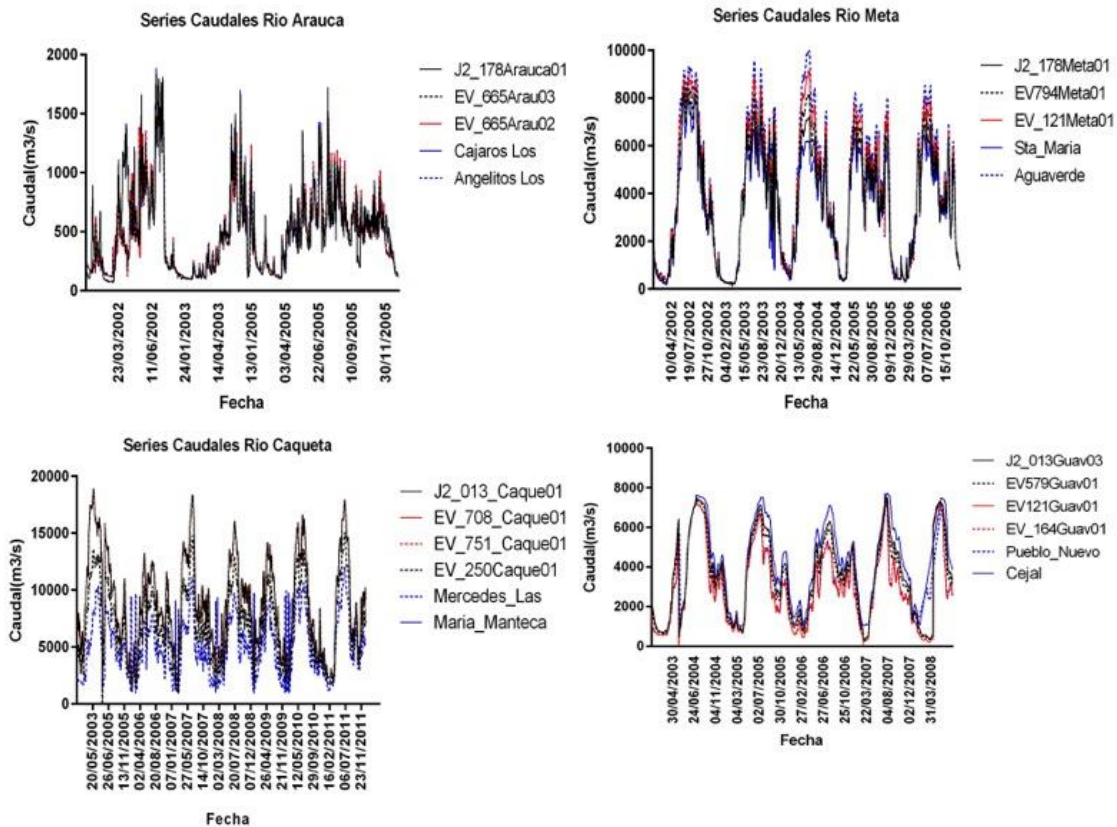 Series Caudales Rio Arauca
Caudal(m3/s)
2000
1500
1000
500
0
23/03/2002
11/06/2002
24/01/2003
14/04/2003
13/01/2005
03/04/2005
22/06/2005
10/09/2005
30/11/2005
Fecha
J2_178Arauca01
EV_665Arau03
EV_665Arau02
Cajaros Los
Angelitos Los
Series Caudales Rio Meta
Caudal(m3/s)
10000
8000
6000
4000
2000
0
10/04/2002
19/07/2002
27/10/2002
04/02/2003
15/05/2003
23/08/2003
20/12/2003
13/05/2004
29/08/2004
14/12/2004
22/05/2005
30/08/2005
09/12/2005
29/03/2006
07/07/2006
15/10/2006
Fecha
J2_178Meta01
EV794Meta01
EV_121Meta01
Sta_Maria
Aguaverde
Series Caudales Rio Caqueta
Caudal(m3/s)
20000
15000
10000
5000
0
20/05/2003
26/06/2005
13/11/2005
02/04/2006
20/08/2006
07/01/2007
27/05/2007
14/10/2007
02/03/2008
20/07/2008
07/12/2008
26/04/2009
21/11/2009
12/05/2010
29/09/2010
16/02/2011
06/07/2011
23/11/2011
Fecha
J2_013_Caque01
EV_708_Caque01
EV_751_Caque01
EV_250Caque01
Mercedes_Las
Maria_Manteca
Caudal(m3/s)
10000
8000
6000
4000
2000
0
30/04/2003
24/06/2004
04/11/2004
04/03/2005
02/07/2005
30/10/2005
27/02/2006
27/06/2006
25/10/2006
22/03/2007
04/08/2007
02/12/2007
31/03/2008
Fecha
J2_013Guav03
EV579Guav01
EV121Guav01
EV_164Guav01
Pueblo_Nuevo
Cejal